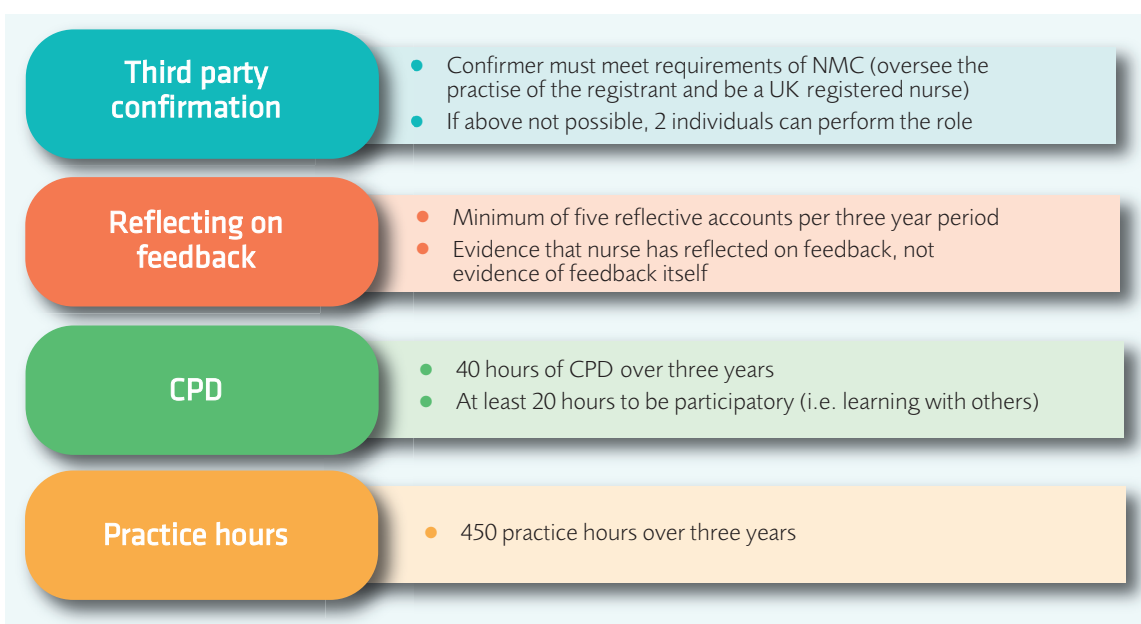 Third party
confirmation
● Confirmer must meet requirements of NMC (oversee the
practise of the registrant and be a UK registered nurse)
● If above not possible, 2 individuals can perform the role
Reflecting on
feedback
● Minimum of five reflective accounts per three year period
● Evidence that nurse has reflected on feedback, not
evidence of feedback itself
CPD
● 40 hours of CPD over three years
● At least 20 hours to be participatory (i.e. learning with others)
Practice hours
● 450 practice hours over three years